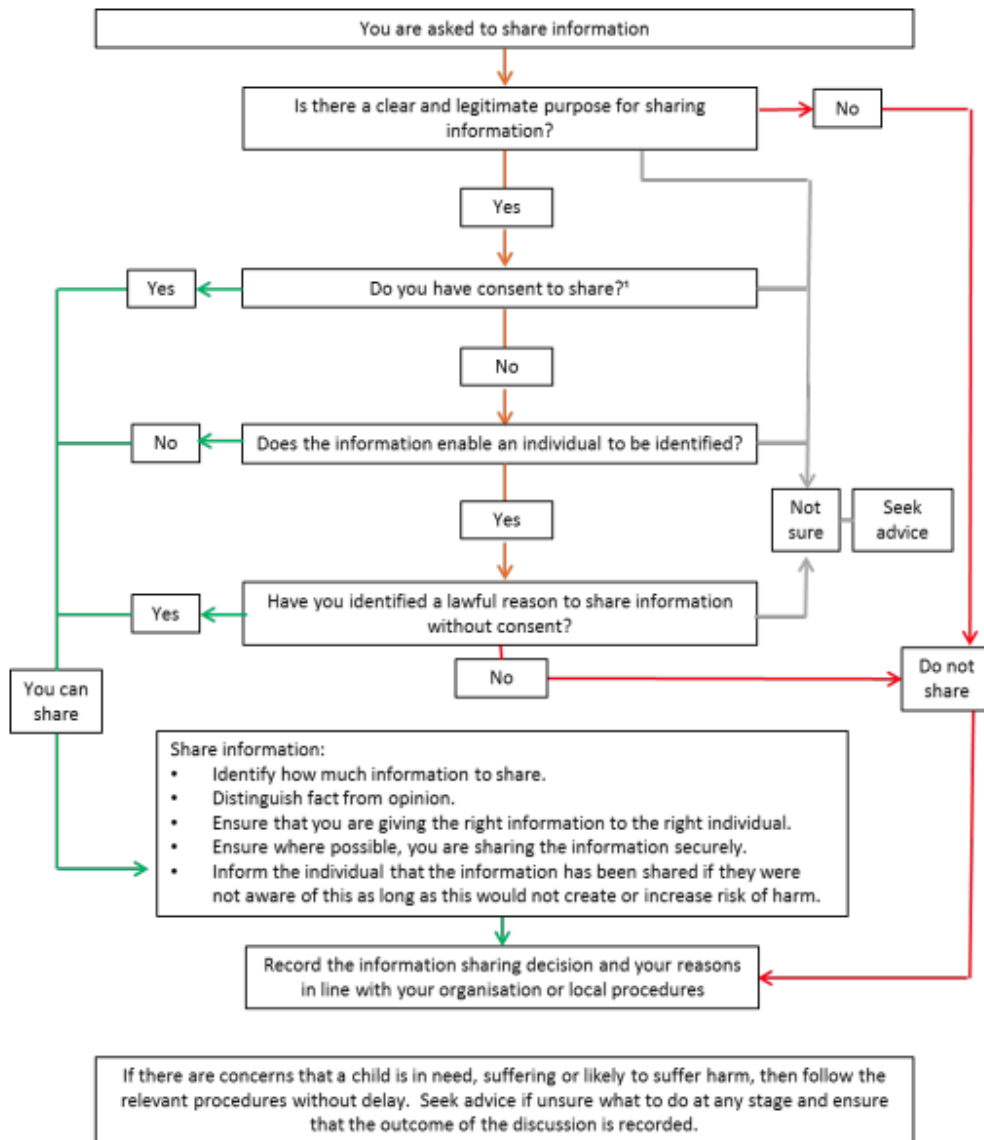 You are asked to share information
Is there a clear and legitimate purpose for sharing
information?
No
Yes
Yes
Do you have consent to share?¹
No
No
Does the information enable an individual to be identified?
Yes
Not
sure
Seek
advice
Yes
Have you identified a lawful reason to share information
without consent?
No
Do not
share
You can
share
Share information:
• Identify how much information to share.
• Distinguish fact from opinion.
• Ensure that you are giving the right information to the right individual.
• Ensure where possible, you are sharing the information securely.
• Inform the individual that the information has been shared if they were
not aware of this as long as this would not create or increase risk of harm.
Record the information sharing decision and your reasons
in line with your organisation or local procedures
If there are concerns that a child is in need, suffering or likely to suffer harm, then follow the
relevant procedures without delay.  Seek advice if unsure what to do at any stage and ensure
that the outcome of the discussion is recorded.